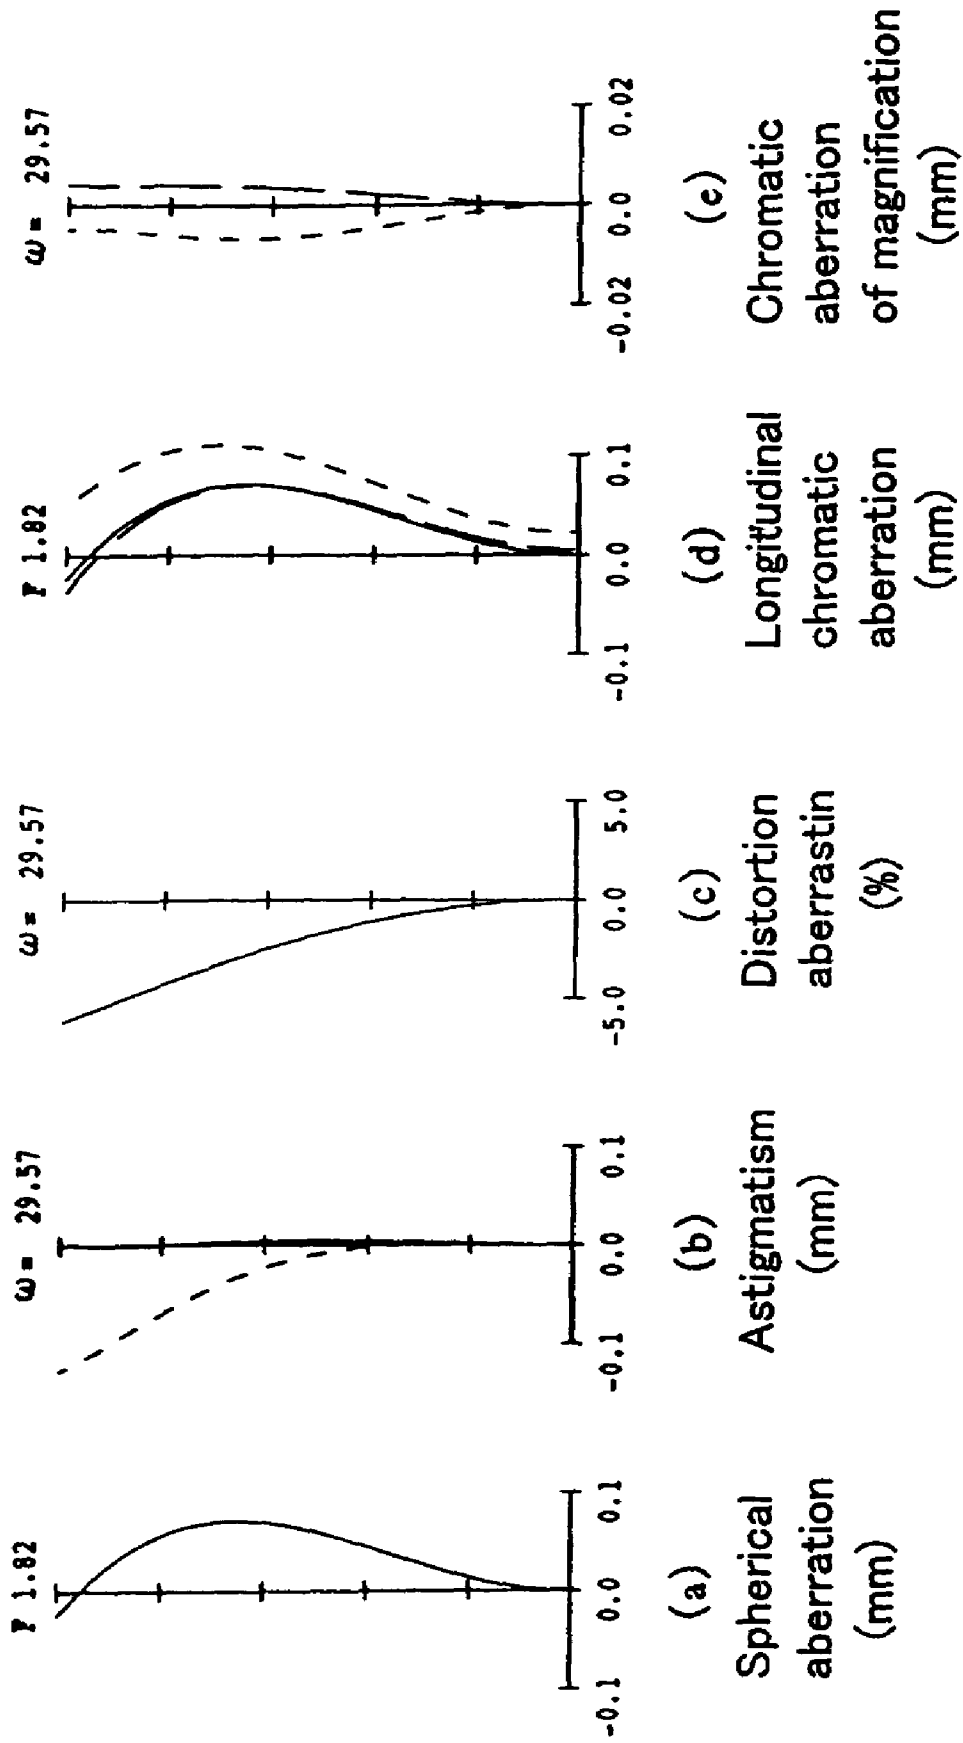 F 1.82
-0.1 0.0 0.1
(a)
Spherical
aberration
(mm)
ω= 29.57
-0.1 0.0 0.1
(b)
Astigmatism
(mm)
ω= 29.57
-5.0 0.0 5.0
(c)
Distortion
aberrastin
(%)
F 1.82
-0.1 0.0 0.1
(d)
Longitudinal
chromatic
aberration
(mm)
ω= 29.57
-0.02 0.0 0.02
(e)
Chromatic
aberration
of magnification
(mm)